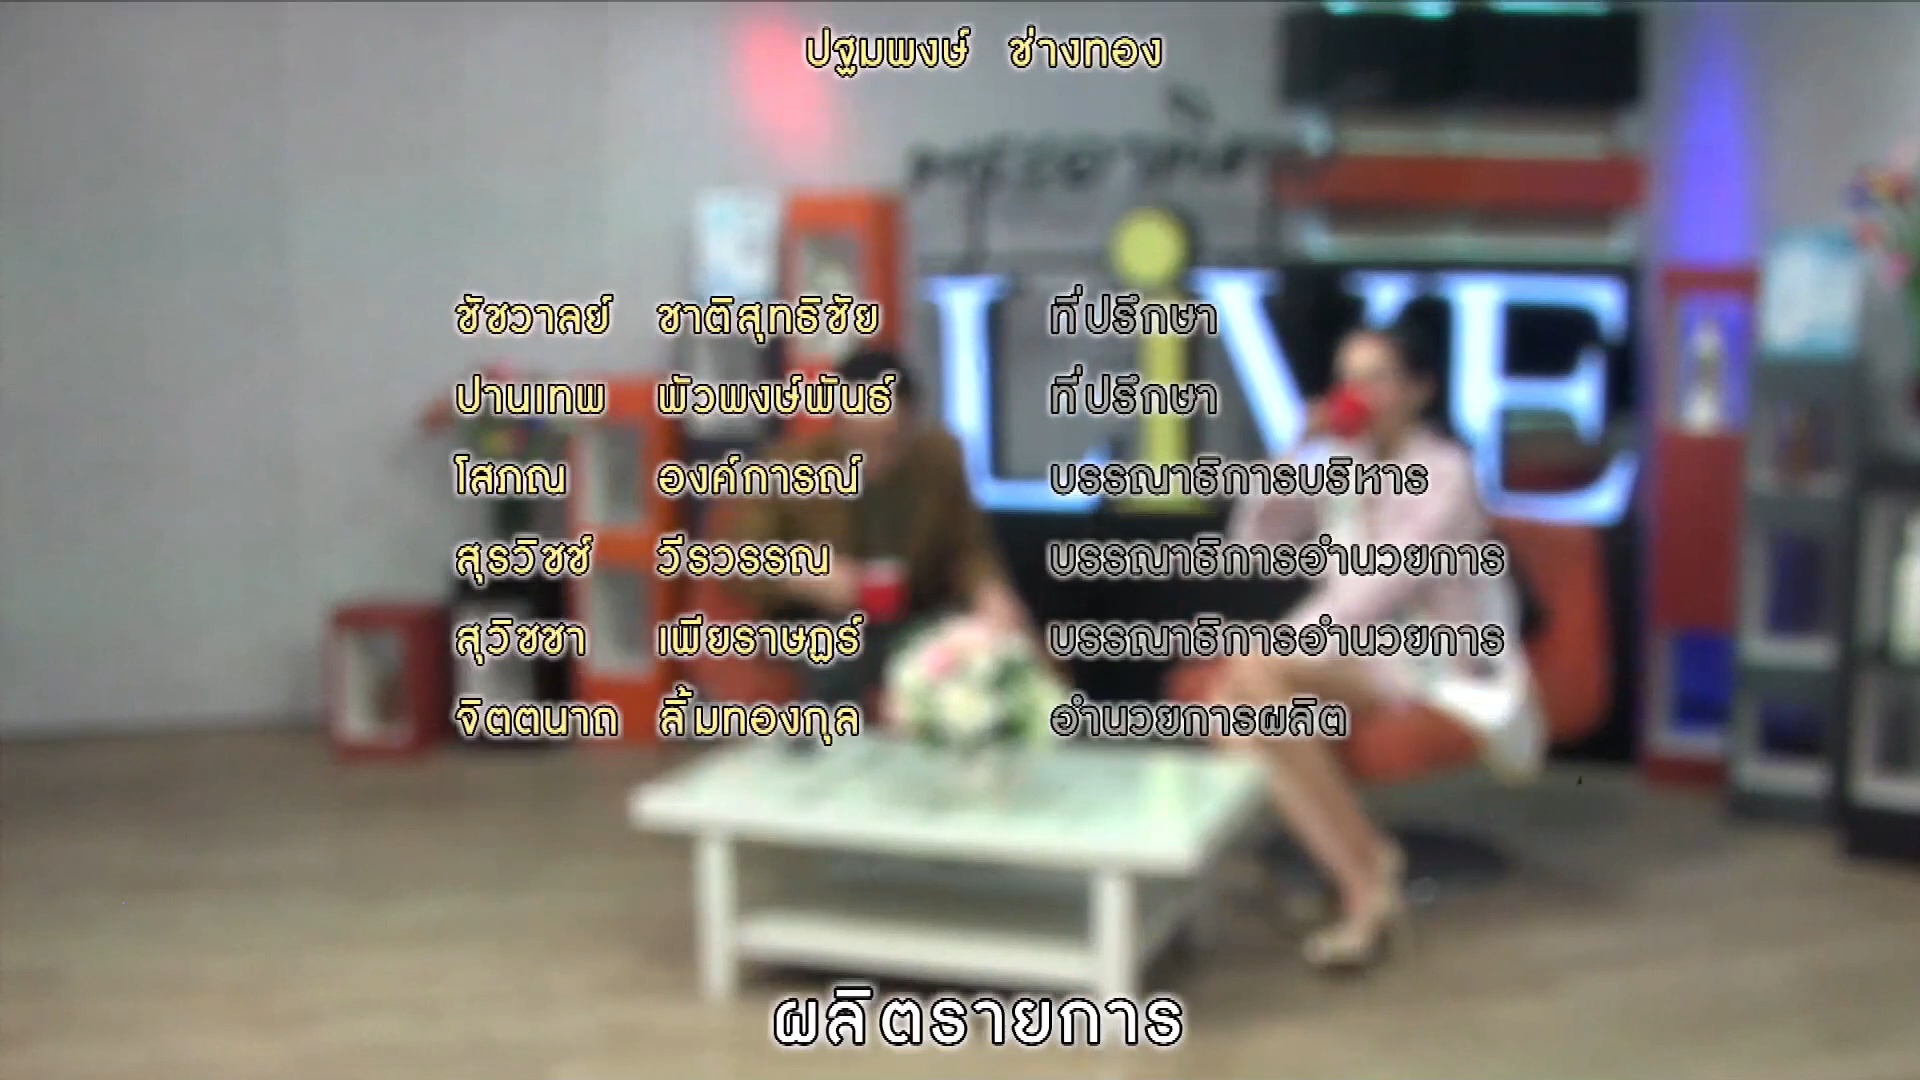 ปฐมพงษ์ ช่างทอง
LiVE
ชัชวาลย์ ชาติสุทธิชัย ที่ปรึกษา
ปานเทพ พัวพงษ์พันธ์ ที่ปรึกษา
โสภณ องค์การณ์ บรรณาธิการบริหาร
สุรวิชช์ วีรวรรณ บรรณาธิการอำนวยการ
สุวิชชา เพียราษฎร์ บรรณาธิการอำนวยการ
จิตตนาถ ลิ้มทองกุล อำนวยการผลิต
ผลิตรายการ